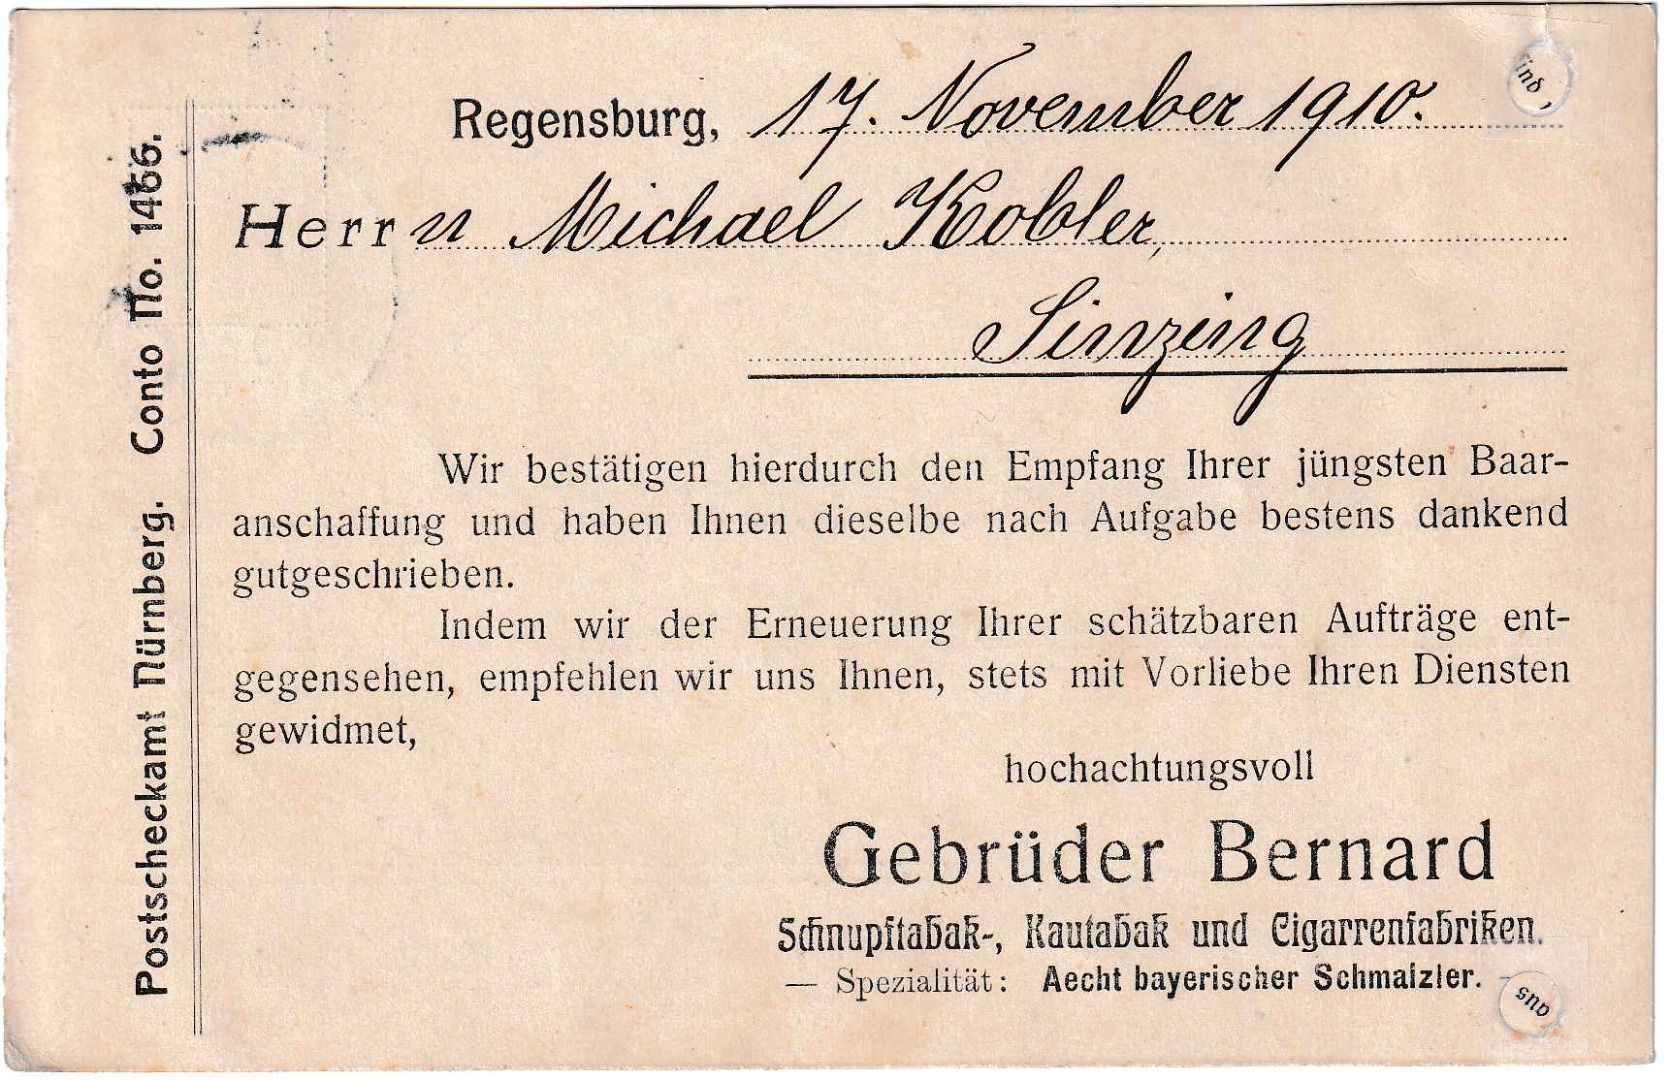 Regensburg, 17. November 1910.
Herrn Michael Kobler,
Sinzing
Wir bestätigen hierdurch den Empfang Ihrer jüngsten Baar-
anschaffung und haben Ihnen dieselbe nach Aufgabe bestens dankend
gutgeschrieben.
Indem wir der Erneuerung Ihrer schätzbaren Aufträge ent-
gegensehen, empfehlen wir uns Ihnen, stets mit Vorliebe Ihren Diensten
gewidmet,
hochachtungsvoll
Gebrüder Bernard
Schnupftabak-, Kautabak und Cigarrenfabriken.
— Spezialität: Aecht bayerischer Schmalzler. —
Postscheckamt Nürnberg. Conto No. 1466.
sind,
aus